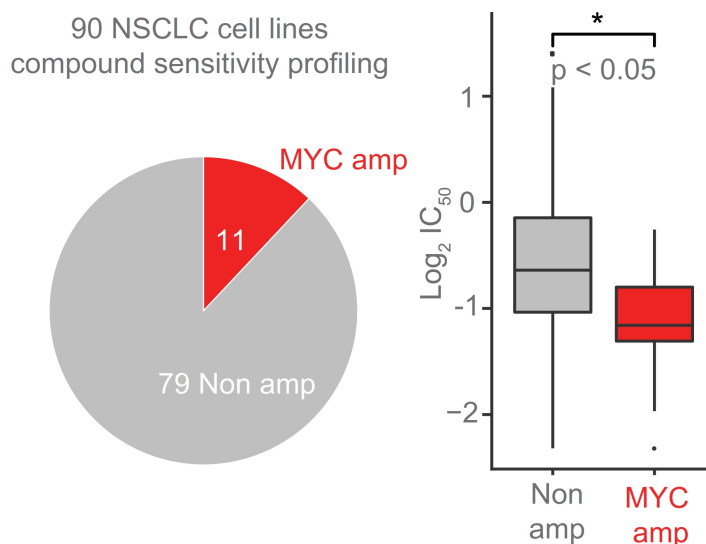 90 NSCLC cell lines
compound sensitivity profiling
MYC amp
11
79 Non amp
*
p < 0.05
Log₂ IC₅₀
1
0
-1
−2
Non
amp
MYC
amp